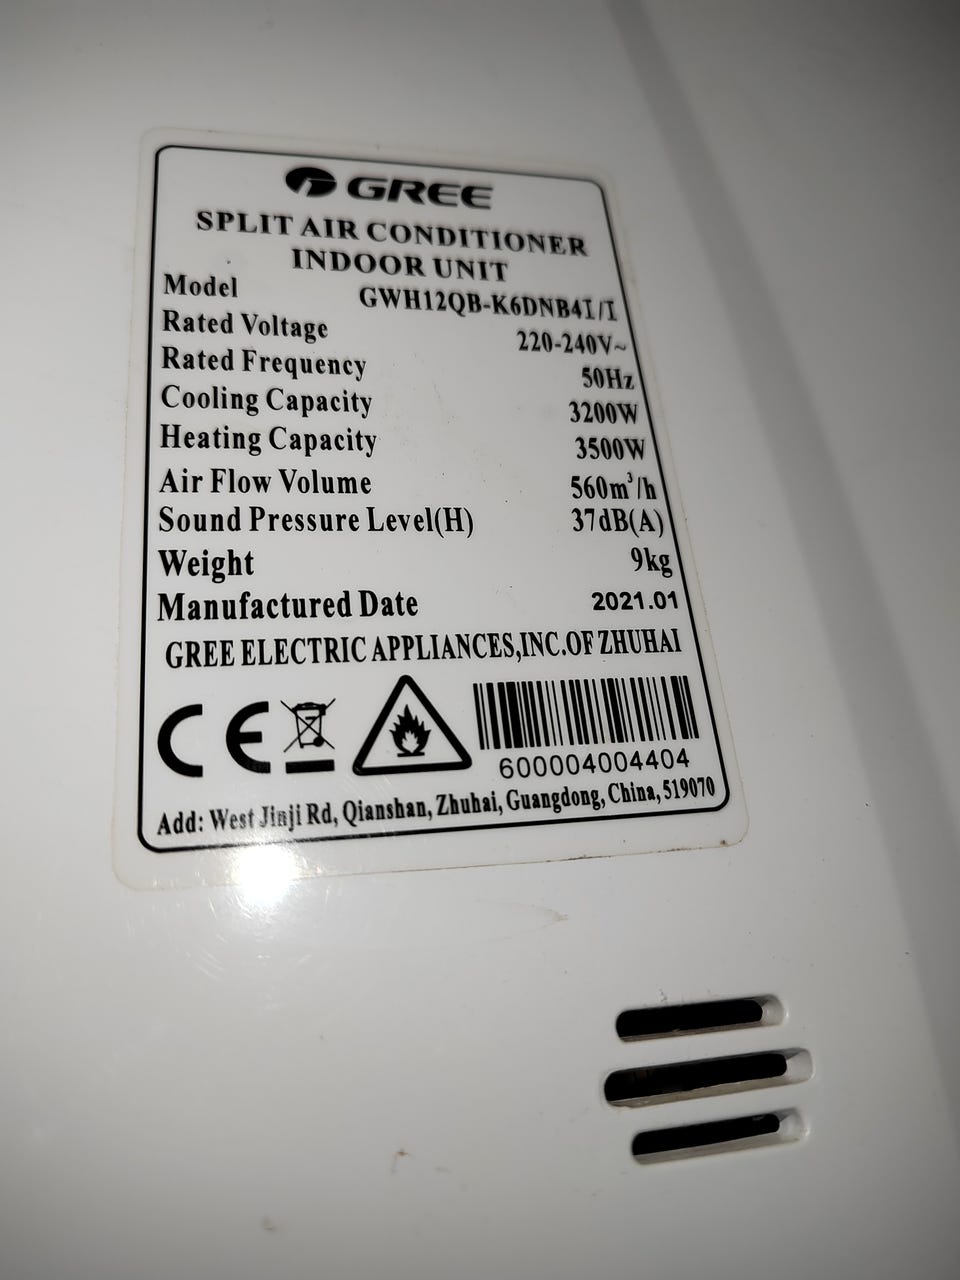 GREE
SPLIT AIR CONDITIONER
INDOOR UNIT
Model GWH12QB-K6DNB4I/I
Rated Voltage 220-240V~
Rated Frequency 50Hz
Cooling Capacity 3200W
Heating Capacity 3500W
Air Flow Volume 560m³/h
Sound Pressure Level(H) 37dB(A)
Weight 9kg
Manufactured Date 2021.01
GREE ELECTRIC APPLIANCES,INC.OF ZHUHAI
CE
600004004404
Add: West Jinji Rd, Qianshan, Zhuhai, Guangdong, China, 519070